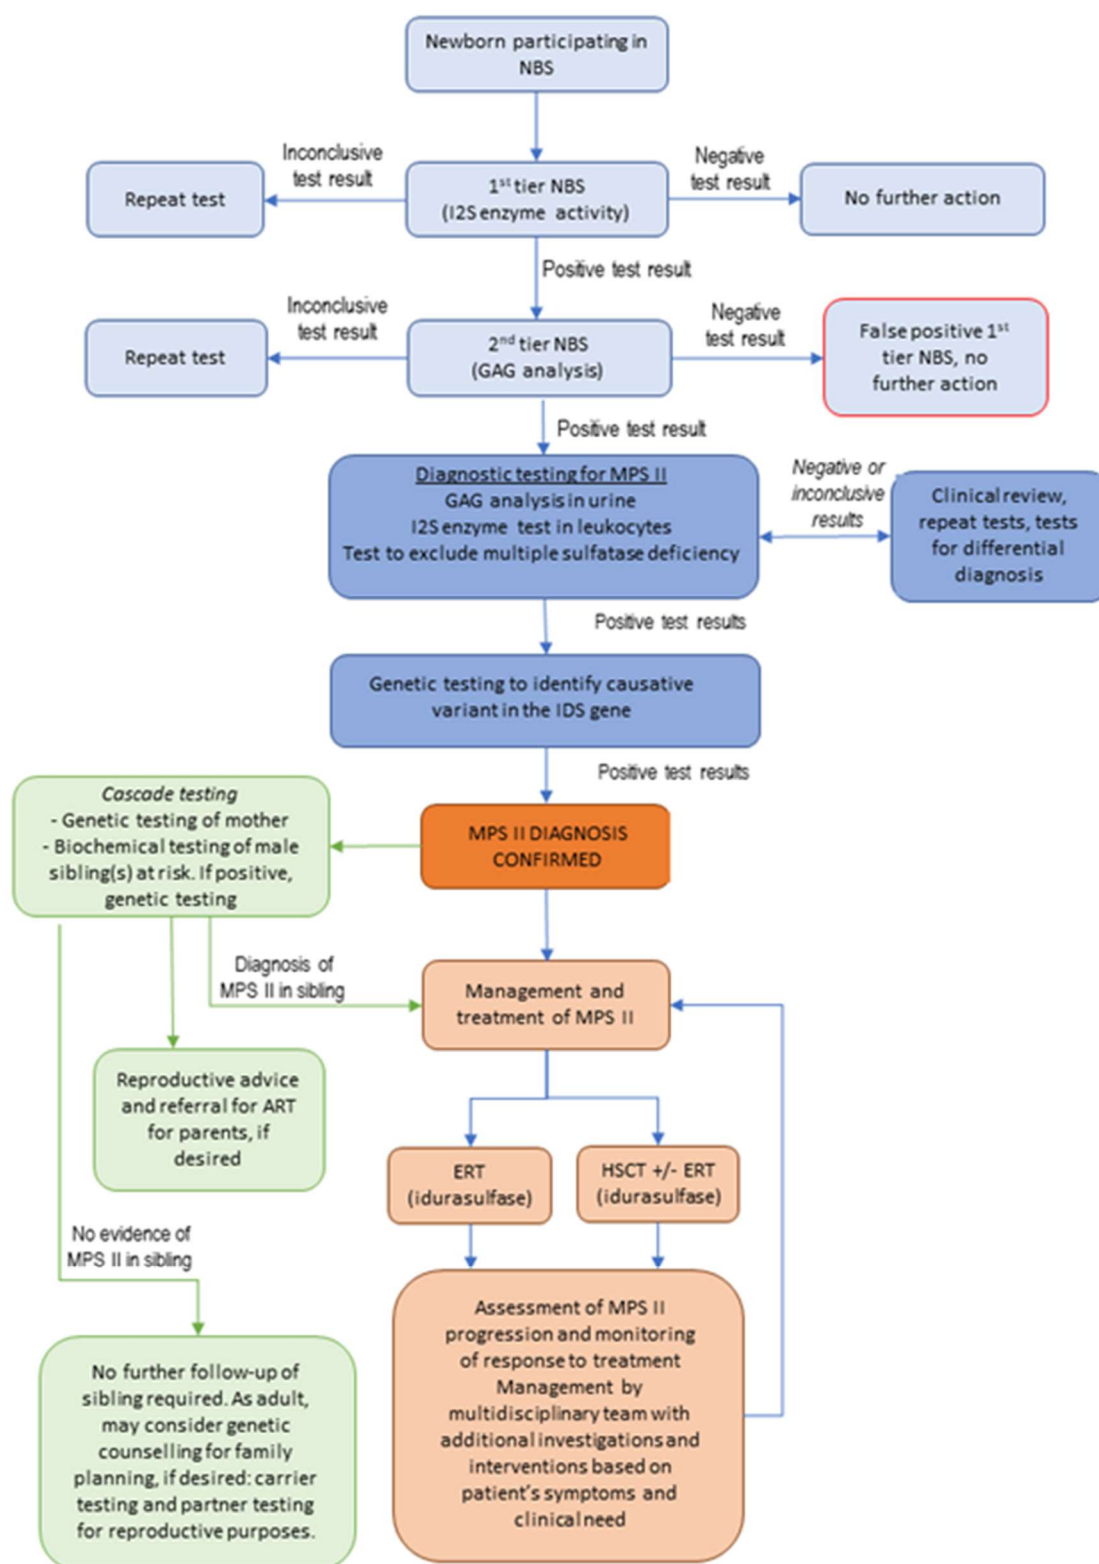 Newborn participating in
NBS
Inconclusive
test result
Negative
test result
Repeat test
1st tier NBS
(I2S enzyme activity)
No further action
Positive test result
Inconclusive
test result
Negative
test result
Repeat test
2nd tier NBS
(GAG analysis)
False positive 1st
tier NBS, no
further action
Positive test result
Diagnostic testing for MPS II
GAG analysis in urine
I2S enzyme test in leukocytes
Test to exclude multiple sulfatase deficiency
Negative or
inconclusive
results
Clinical review,
repeat tests, tests
for differential
diagnosis
Positive test results
Genetic testing to identify causative
variant in the IDS gene
Positive test results
Cascade testing
- Genetic testing of mother
- Biochemical testing of male
sibling(s) at risk. If positive,
genetic testing
MPS II DIAGNOSIS
CONFIRMED
Diagnosis of
MPS II in sibling
Management and
treatment of MPS II
Reproductive advice
and referral for ART
for parents, if
desired
ERT
(idurasulfase)
HSCT +/- ERT
(idurasulfase)
No evidence of
MPS II in sibling
Assessment of MPS II
progression and monitoring
of response to treatment
Management by
multidisciplinary team with
additional investigations and
interventions based on
patient's symptoms and
clinical need
No further follow-up of
sibling required. As adult,
may consider genetic
counselling for family
planning, if desired: carrier
testing and partner testing
for reproductive purposes.